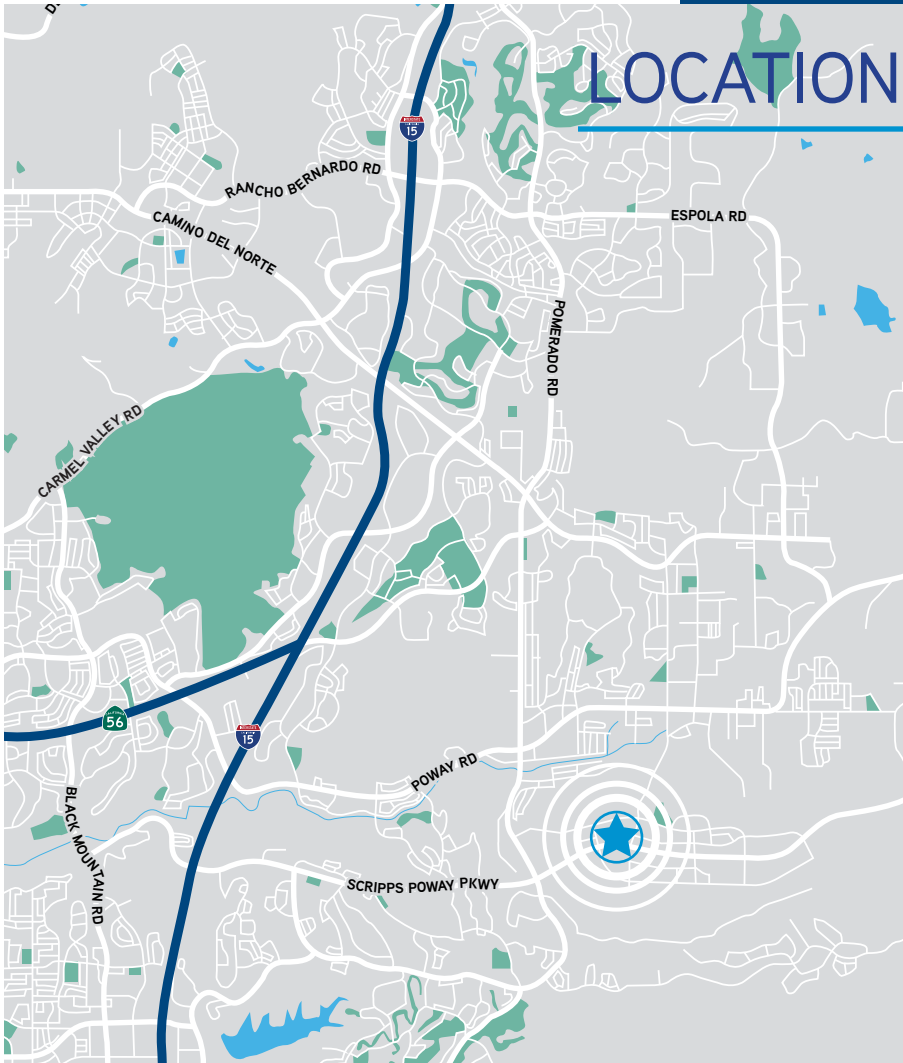 LOCATION
15
RANCHO BERNARDO RD
CAMINO DEL NORTE
ESPOLA RD
POMERADO RD
CARMEL VALLEY RD
56
15
POWAY RD
BLACK MOUNTAIN RD
SCRIPPS POWAY PKWY